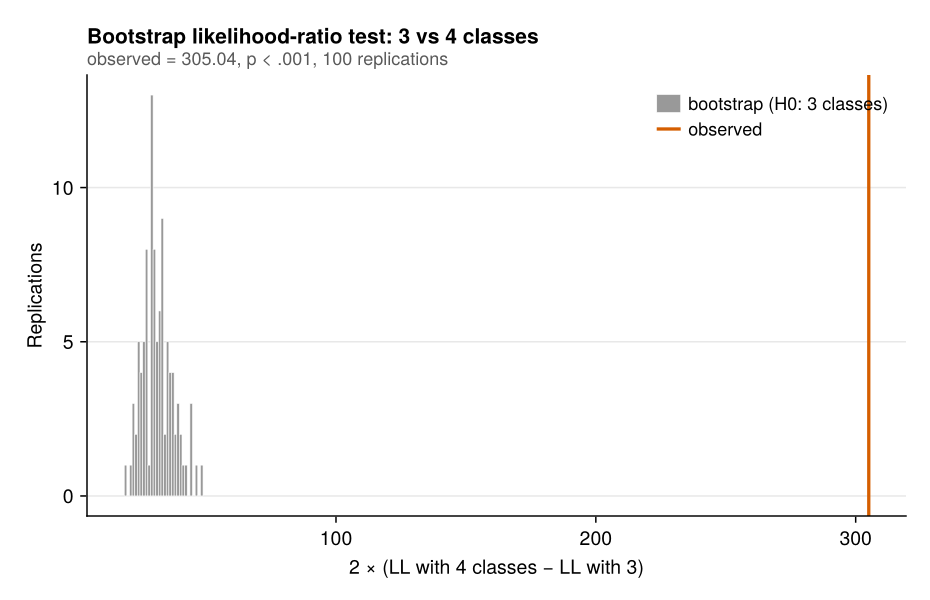 Bootstrap likelihood-ratio test: 3 vs 4 classes
observed = 305.04, p < .001, 100 replications
bootstrap (H0: 3 classes)
observed
Replications
10
5
0
100
200
300
2 × (LL with 4 classes − LL with 3)